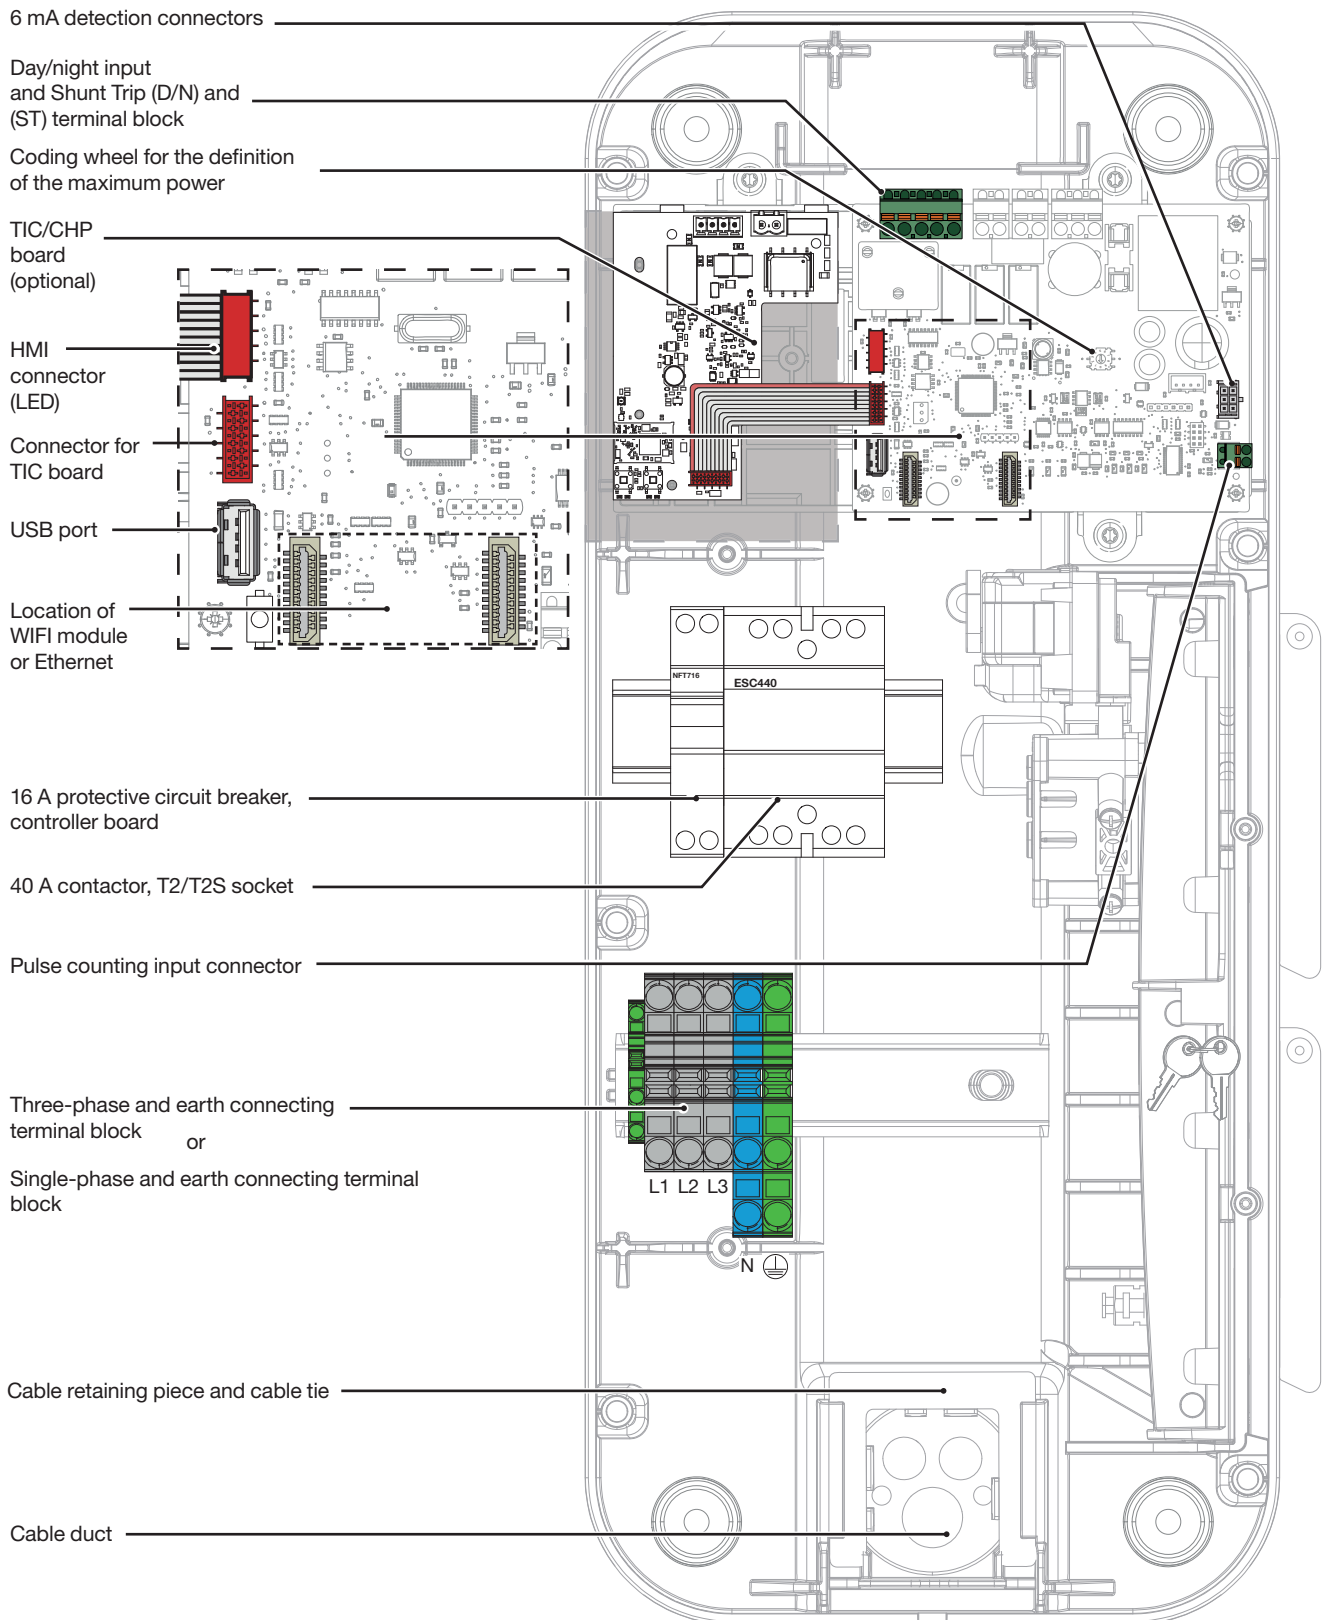 6 mA detection connectors
Day/night input
and Shunt Trip (D/N) and
(ST) terminal block
Coding wheel for the definition
of the maximum power
TIC/CHP
board
(optional)
HMI
connector
(LED)
Connector for
TIC board
USB port
Location of
WIFI module
or Ethernet
NFT716
ESC440
16 A protective circuit breaker,
controller board
40 A contactor, T2/T2S socket
Pulse counting input connector
Three-phase and earth connecting
terminal block
or
Single-phase and earth connecting terminal
block
L1 L2 L3
N
Cable retaining piece and cable tie
Cable duct